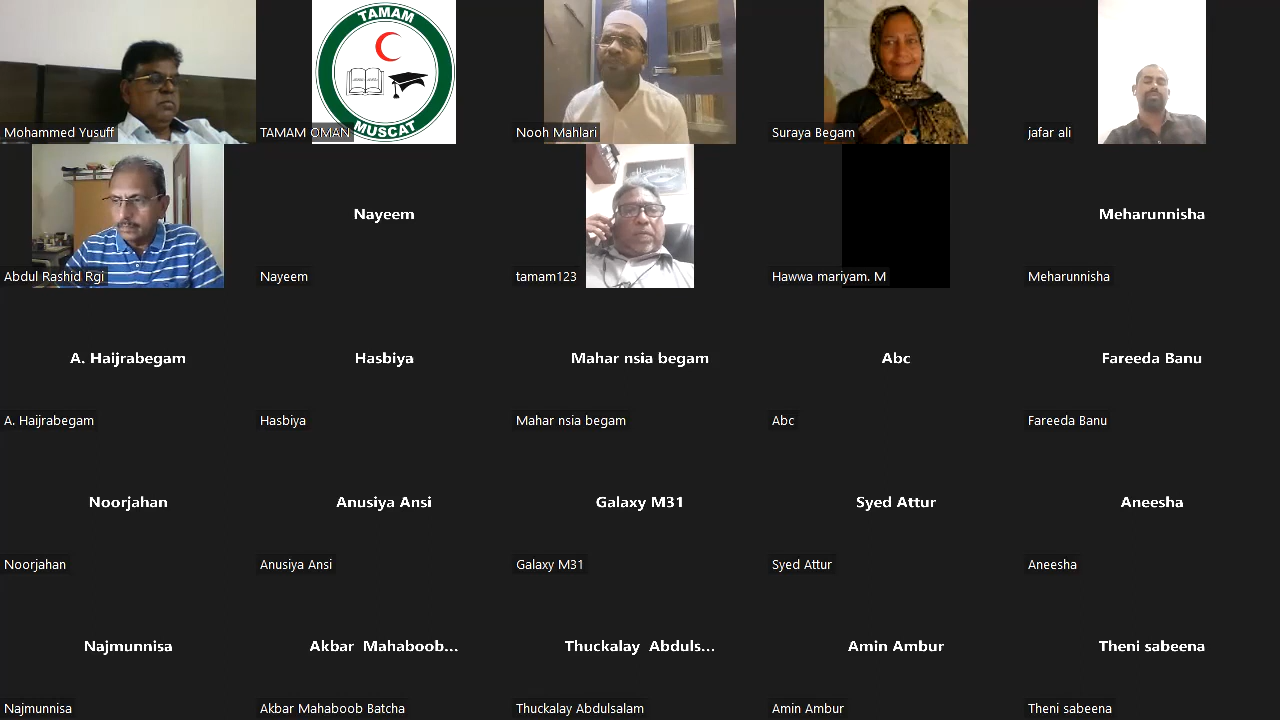 TAMAM
MUSCAT
Mohammed Yusuff
TAMAM OMAN
Nooh Mahlari
Suraya Begam
jafar ali
Nayeem
Meharunnisha
Abdul Rashid Rgi
Nayeem
tamam123
Hawwa mariyam. M
Meharunnisha
A. Haijrabegam
Hasbiya
Mahar nsia begam
Abc
Fareeda Banu
A. Haijrabegam
Hasbiya
Mahar nsia begam
Abc
Fareeda Banu
Noorjahan
Anusiya Ansi
Galaxy M31
Syed Attur
Aneesha
Noorjahan
Anusiya Ansi
Galaxy M31
Syed Attur
Aneesha
Najmunnisa
Akbar Mahaboob...
Thuckalay Abduls...
Amin Ambur
Theni sabeena
Najmunnisa
Akbar Mahaboob Batcha
Thuckalay Abdulsalam
Amin Ambur
Theni sabeena